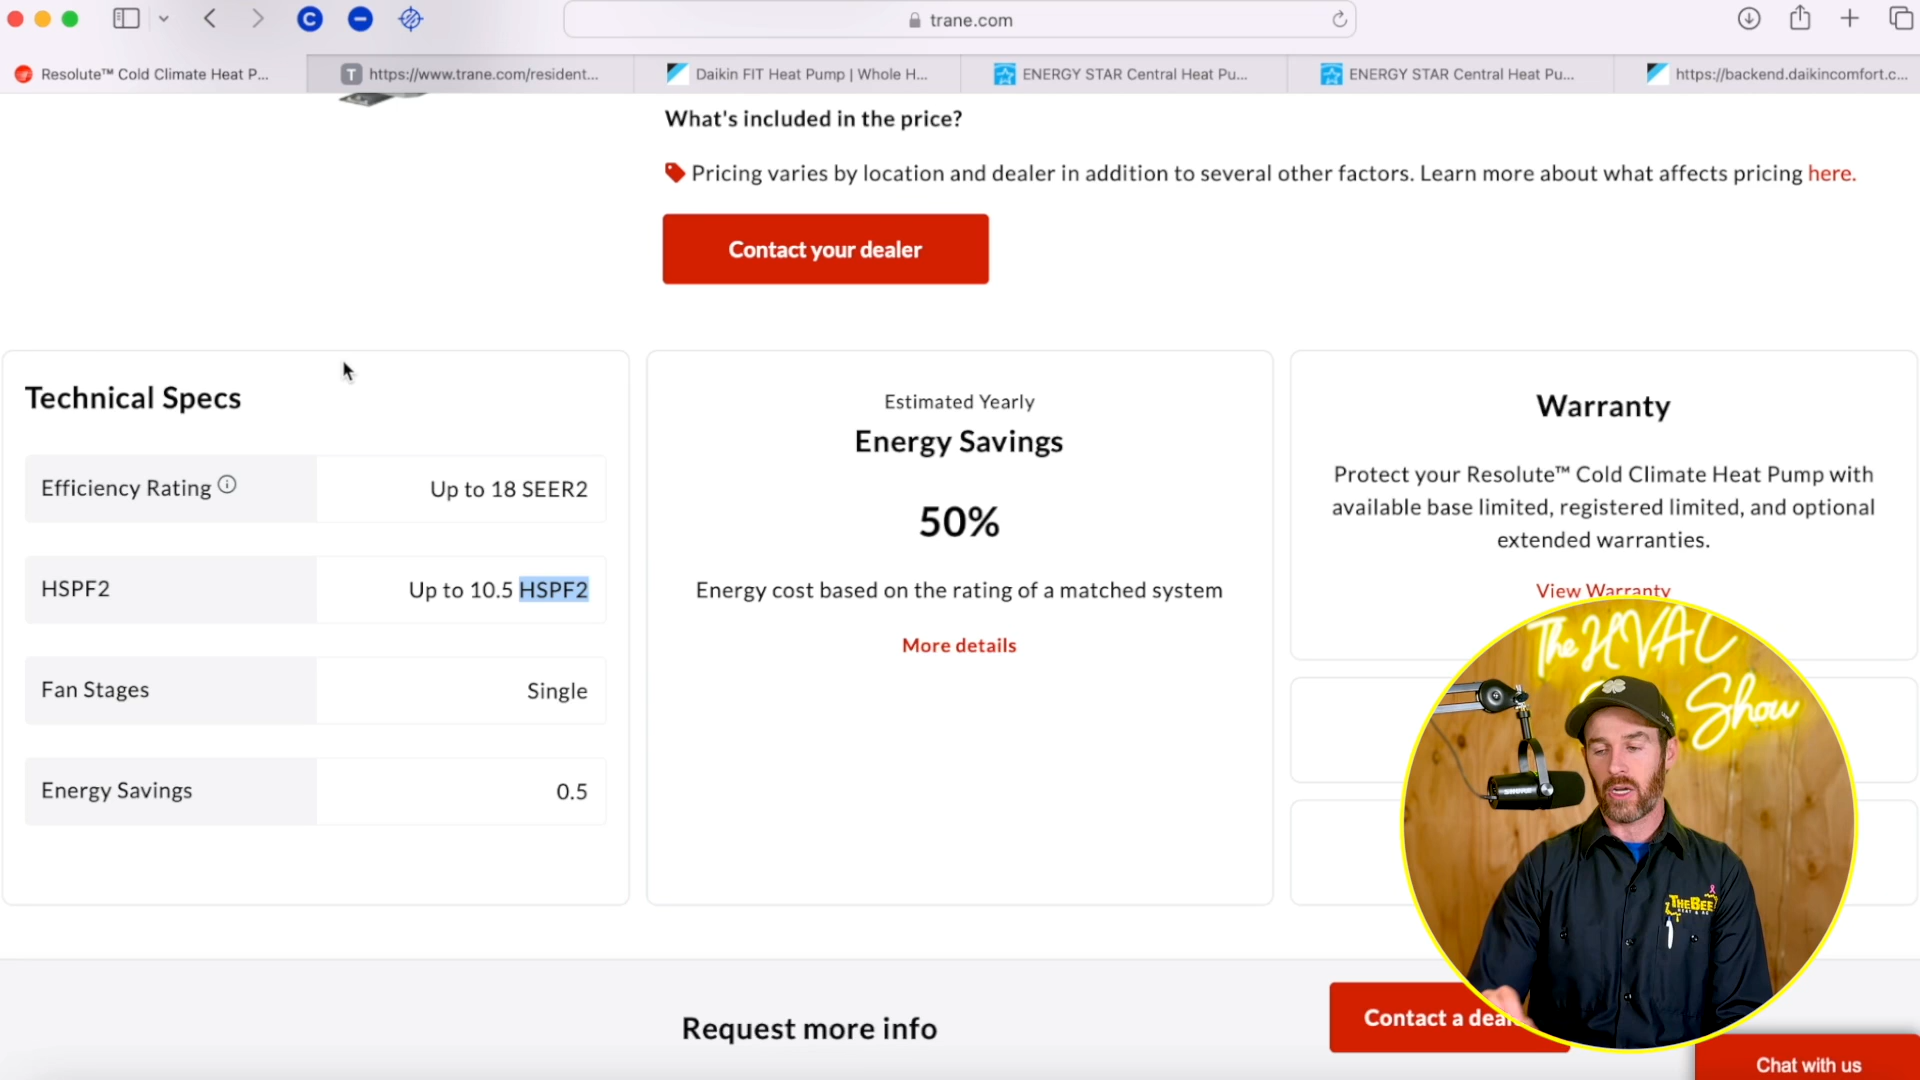 trane.com
Resolute™ Cold Climate Heat P...
T https://www.trane.com/resident...
Daikin FIT Heat Pump | Whole H...
ENERGY STAR Central Heat Pu...
ENERGY STAR Central Heat Pu...
https://backend.daikincomfort.c...
What's included in the price?
Pricing varies by location and dealer in addition to several other factors. Learn more about what affects pricing here.
Contact your dealer
Technical Specs
Efficiency Rating
Up to 18 SEER2
HSPF2
Up to 10.5 HSPF2
Fan Stages
Single
Energy Savings
0.5
Estimated Yearly
Energy Savings
50%
Energy cost based on the rating of a matched system
More details
Warranty
Protect your Resolute™ Cold Climate Heat Pump with
available base limited, registered limited, and optional
extended warranties.
View Warranty
The HVAC
Show
SHURE
THEBEE
HEAT & AC
Request more info
Contact a deal
Chat with us